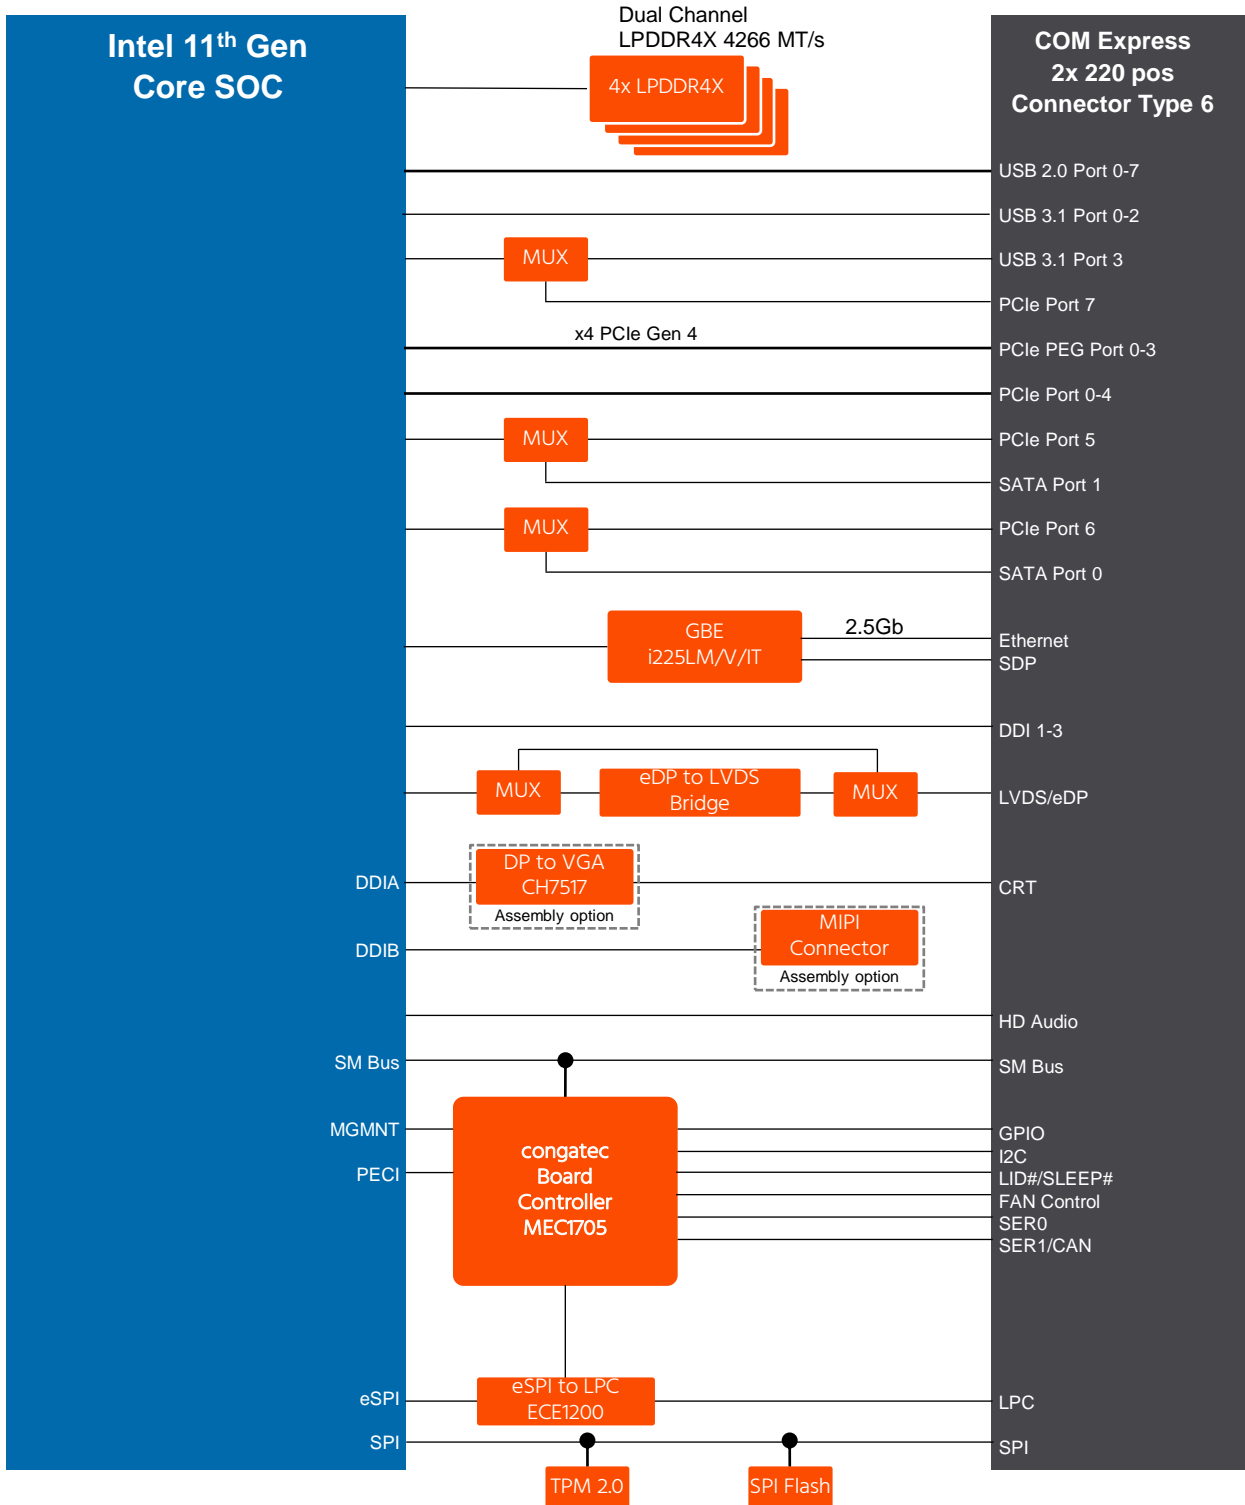 Dual Channel
LPDDR4X 4266 MT/s
Intel 11th Gen
Core SOC
4x LPDDR4X
COM Express
2x 220 pos
Connector Type 6
USB 2.0 Port 0-7
USB 3.1 Port 0-2
MUX
USB 3.1 Port 3
PCIe Port 7
x4 PCIe Gen 4
PCIe PEG Port 0-3
PCIe Port 0-4
MUX
PCIe Port 5
SATA Port 1
MUX
PCIe Port 6
SATA Port 0
GBE
i225LM/V/IT
2.5Gb
Ethernet
SDP
DDI 1-3
MUX
eDP to LVDS
Bridge
MUX
LVDS/eDP
DDIA
DP to VGA
CH7517
Assembly option
CRT
DDIB
MIPI
Connector
Assembly option
HD Audio
SM Bus
SM Bus
MGMNT
PECI
congatec
Board
Controller
MEC1705
GPIO
I2C
LID#/SLEEP#
FAN Control
SER0
SER1/CAN
eSPI
eSPI to LPC
ECE1200
LPC
SPI
SPI
TPM 2.0
SPI Flash